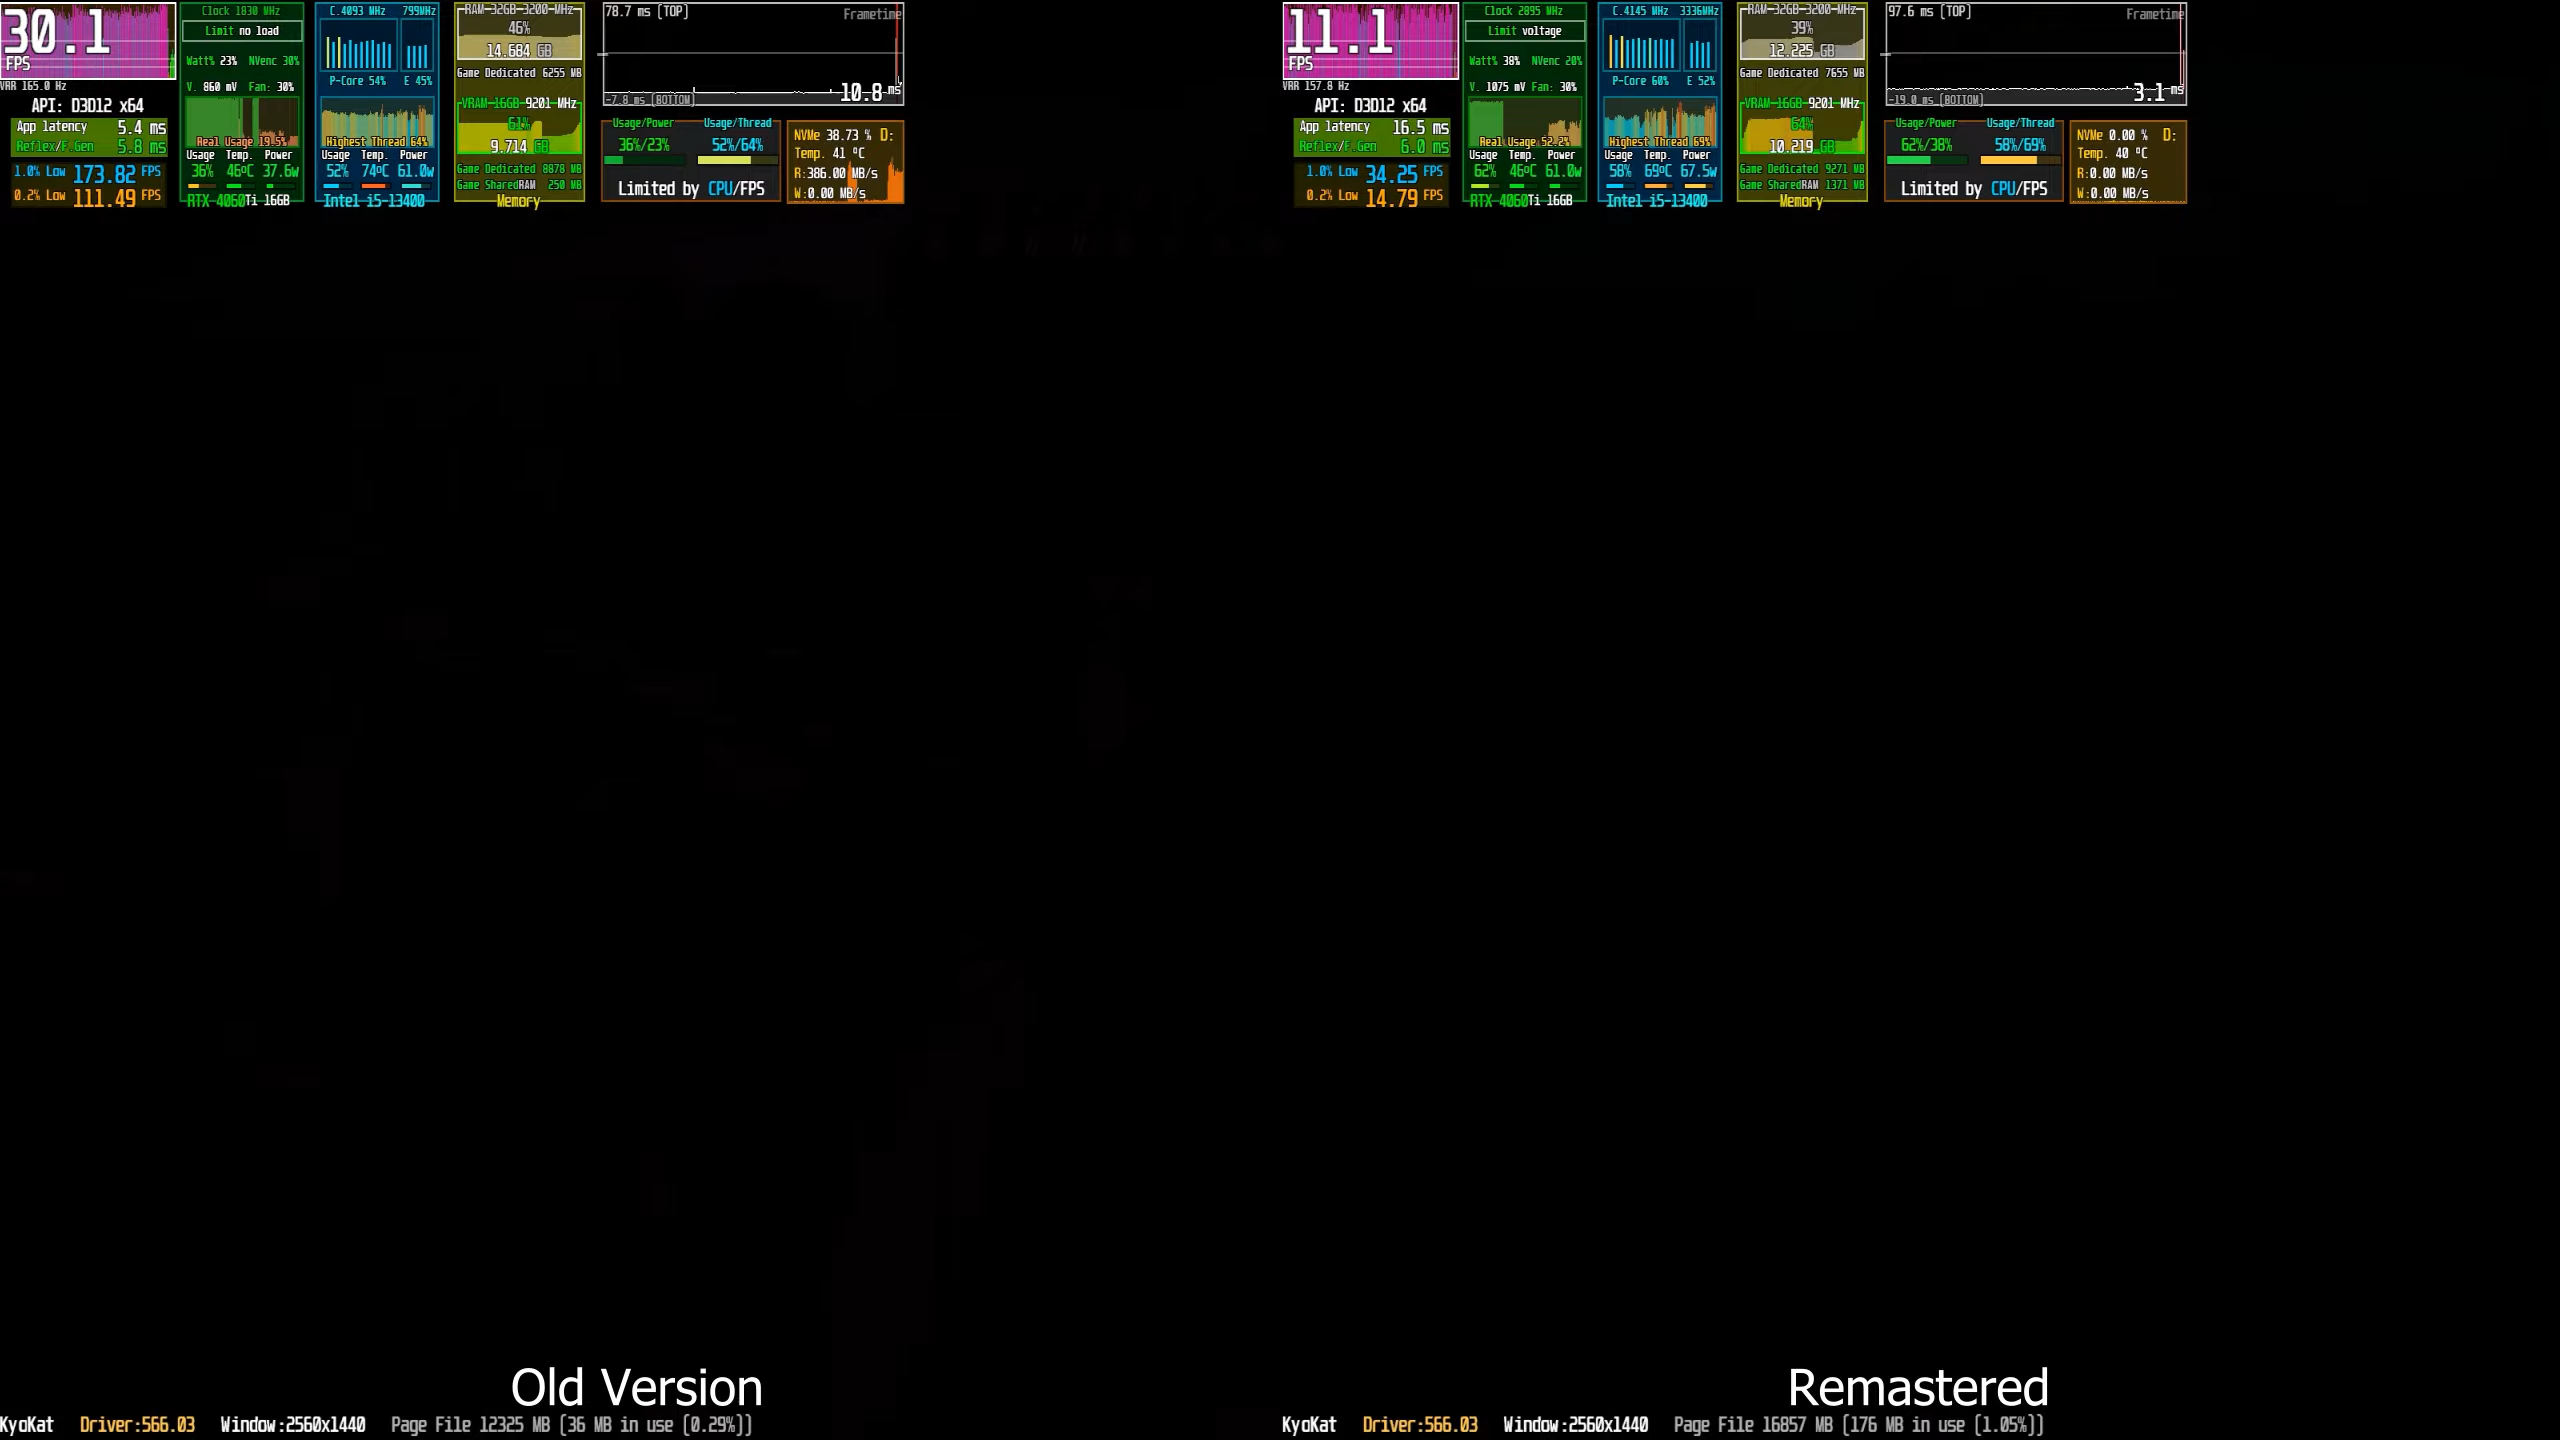 30.1
FPS
VRR 165.0 Hz
API: D3D12 x64
App latency 5.4 ms
Reflex/F.Gen 5.8 ms
1.0% Low 173.82 FPS
0.2% Low 111.49 FPS
Clock 1830 MHz
Limit no load
Watt% 23% NVenc 30%
V. 860 mV Fan: 30%
Real Usage 19.5%
Usage Temp. Power
36% 46ºC 37.6w
RTX 4060Ti 16GB
C.4093 MHz 799MHz
P-Core 54% E 45%
Highest Thread 64%
Usage Temp. Power
52% 74ºC 61.0w
Intel i5-13400
RAM-32GB-3200-MHz
46%
14.684 GB
Game Dedicated 6255 MB
VRAM-16GB 9201 MHz
61%
9.714 GB
Game Dedicated 8878 MB
Game SharedRAM 250 MB
Memory
78.7 ms [TOP] Frametime
10.8 ms
-7.8 ms [BOTTOM]
Usage/Power Usage/Thread
36%/23% 52%/64%
Limited by CPU/FPS
NVMe 38.73 % D:
Temp. 41 ºC
R:386.00 MB/s
W:0.00 MB/s
11.1
FPS
VRR 157.8 Hz
API: D3D12 x64
App latency 16.5 ms
Reflex/F.Gen 6.0 ms
1.0% Low 34.25 FPS
0.2% Low 14.79 FPS
Clock 2895 MHz
Limit voltage
Watt% 38% NVenc 20%
V. 1075 mV Fan: 30%
Real Usage 52.2%
Usage Temp. Power
62% 46ºC 61.0w
RTX 4060Ti 16GB
C.4145 MHz 3336MHz
P-Core 60% E 52%
Highest Thread 69%
Usage Temp. Power
58% 69ºC 67.5w
Intel i5-13400
RAM-32GB-3200-MHz
39%
12.225 GB
Game Dedicated 7655 MB
VRAM-16GB 9201 MHz
64%
10.219 GB
Game Dedicated 9271 MB
Game SharedRAM 1371 MB
Memory
97.6 ms [TOP] Frametime
3.1 ms
-19.0 ms [BOTTOM]
Usage/Power Usage/Thread
62%/38% 58%/69%
Limited by CPU/FPS
NVMe 0.00 % D:
Temp. 40 ºC
R:0.00 MB/s
W:0.00 MB/s
Old Version
Remastered
KyoKat Driver:566.03 Window:2560x1440 Page File 12325 MB (36 MB in use (0.29%))
KyoKat Driver:566.03 Window:2560x1440 Page File 16857 MB (176 MB in use (1.05%))